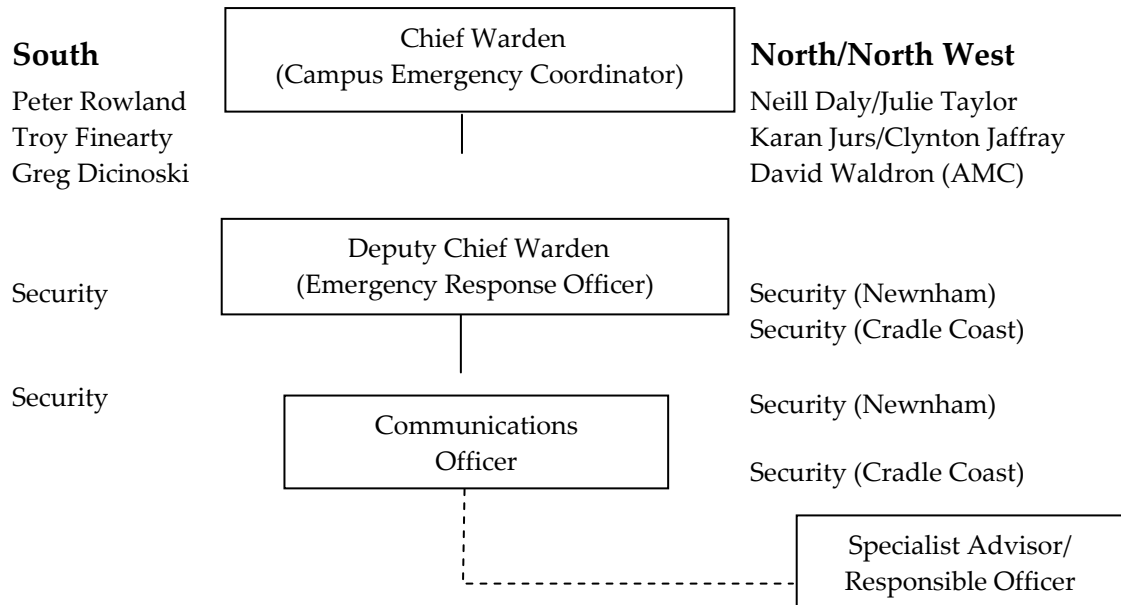 South
Peter Rowland
Troy Finearty
Greg Dicinoski
Chief Warden
(Campus Emergency Coordinator)
North/North West
Neill Daly/Julie Taylor
Karan Jurs/Clynton Jaffray
David Waldron (AMC)
Security
Deputy Chief Warden
(Emergency Response Officer)
Security (Newnham)
Security (Cradle Coast)
Security
Communications
Officer
Security (Newnham)
Security (Cradle Coast)
Specialist Advisor/
Responsible Officer